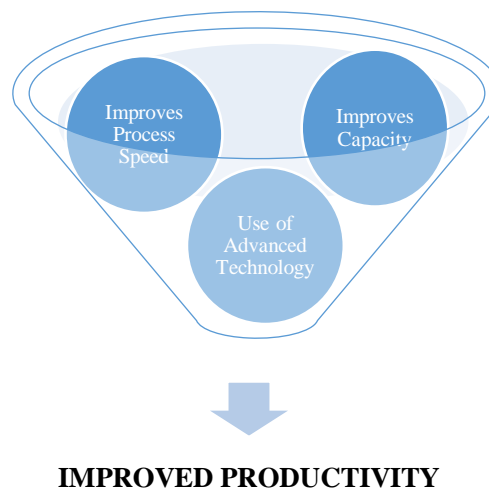 Improves
Process
Speed
Improves
Capacity
Use of
Advanced
Technology
IMPROVED PRODUCTIVITY